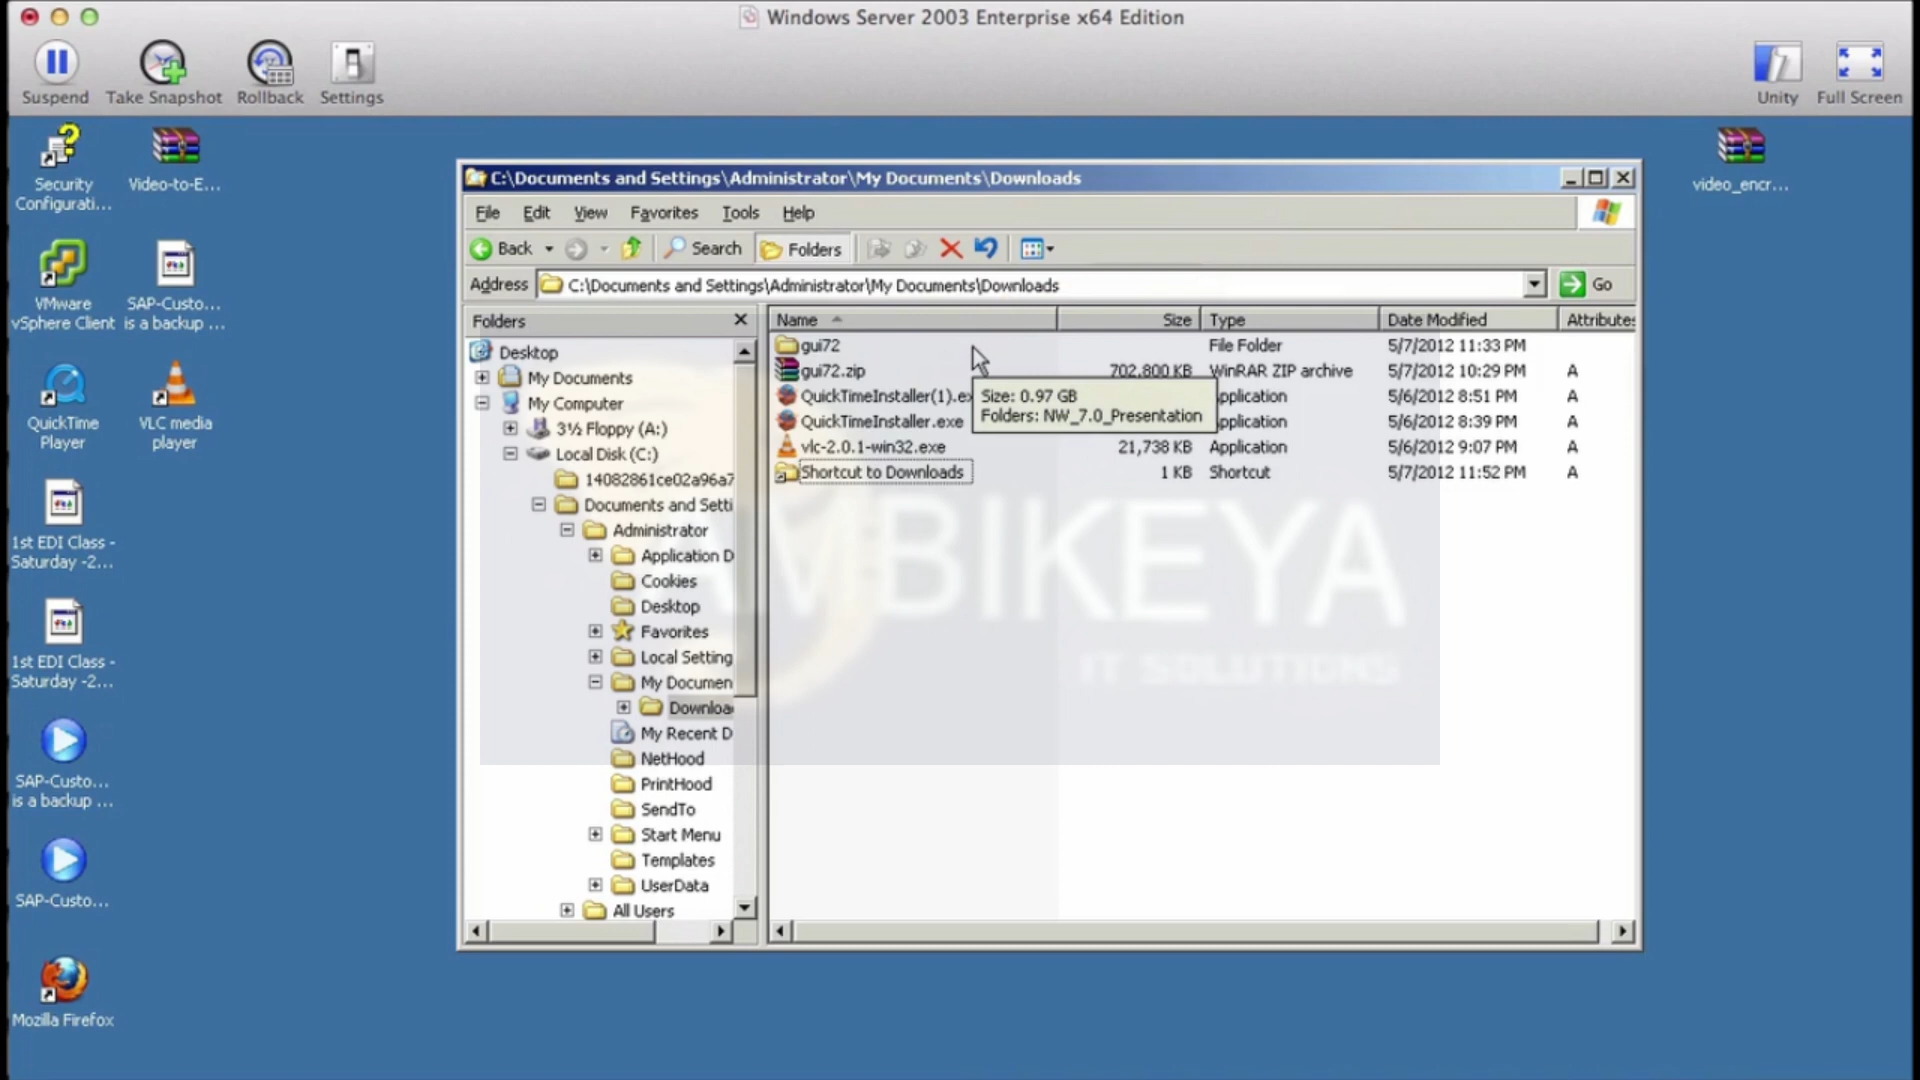 Windows Server 2003 Enterprise x64 Edition
Suspend
Take Snapshot
Rollback
Settings
Unity
Full Screen
Security
Configurati...
Video-to-E...
VMware
vSphere Client
SAP-Custo...
is a backup ...
QuickTime
Player
VLC media
player
1st EDI Class -
Saturday -2...
1st EDI Class -
Saturday -2...
SAP-Custo...
is a backup ...
SAP-Custo...
Mozilla Firefox
video_encr...
C:\Documents and Settings\Administrator\My Documents\Downloads
File Edit View Favorites Tools Help
Back Search Folders
Address C:\Documents and Settings\Administrator\My Documents\Downloads Go
Folders
Desktop
My Documents
My Computer
3½ Floppy (A:)
Local Disk (C:)
14082861ce02a96a7
Documents and Setti
Administrator
Application D
Cookies
Desktop
Favorites
Local Setting
My Documen
Downloa
My Recent D
NetHood
PrintHood
SendTo
Start Menu
Templates
UserData
All Users
Name Size Type Date Modified Attributes
gui72 File Folder 5/7/2012 11:33 PM
gui72.zip 702,800 KB WinRAR ZIP archive 5/7/2012 10:29 PM A
QuickTimeInstaller(1).ex pplication 5/6/2012 8:51 PM A
QuickTimeInstaller.exe pplication 5/6/2012 8:39 PM A
vlc-2.0.1-win32.exe 21,738 KB Application 5/6/2012 9:07 PM A
Shortcut to Downloads 1 KB Shortcut 5/7/2012 11:52 PM A
Size: 0.97 GB
Folders: NW_7.0_Presentation
BIKEYA
IT SOLUTIONS